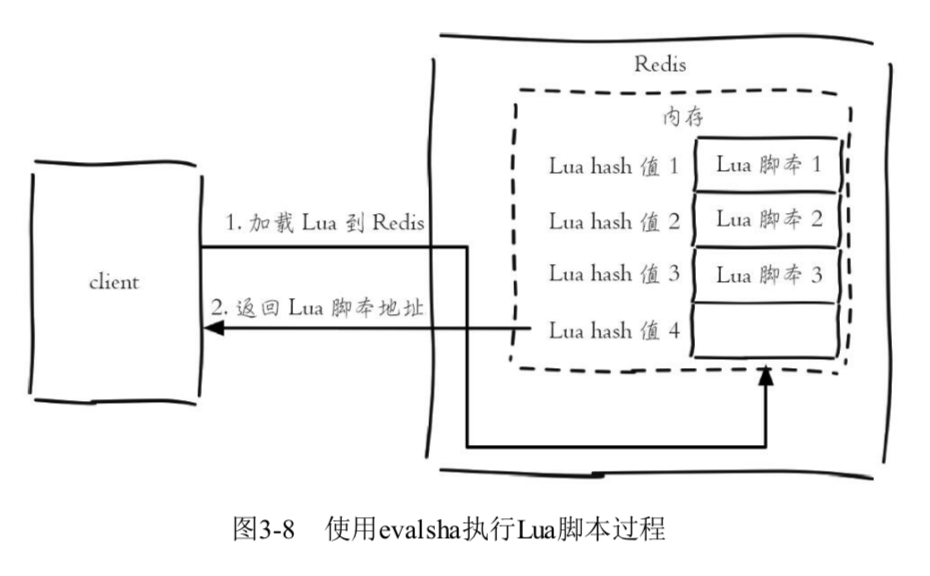 Redis
内存
Lua hash 值 1 Lua 脚本 1
Lua hash 值 2 Lua 脚本 2
Lua hash 值 3 Lua 脚本 3
Lua hash 值 4
1. 加载 Lua 到 Redis
client
2. 返回 Lua 脚本地址
图3-8 使用evalsha执行Lua脚本过程